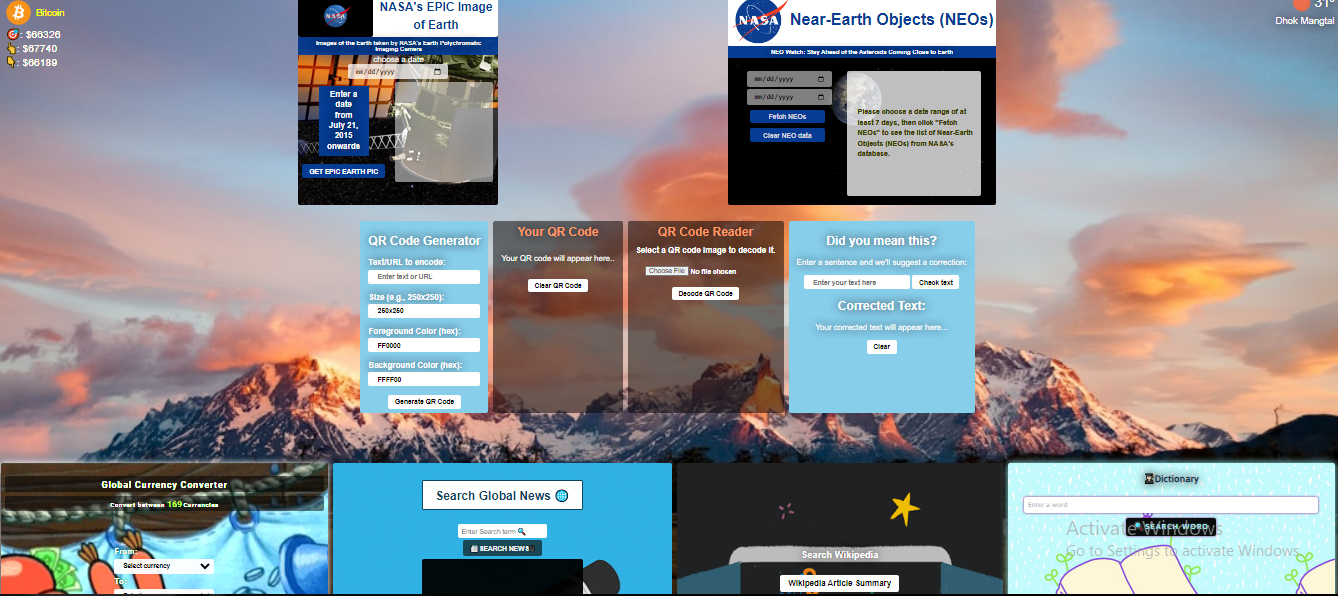 Bitcoin
: $66326
: $67740
: $66189
NASA
NASA's EPIC Image
of Earth
Images of the Earth taken by NASA's Earth Polychromatic
Imaging Camera
choose a date
mm/dd/yyyy
Enter a
date
from
July 21,
2015
onwards
GET EPIC EARTH PIC
NASA
Near-Earth Objects (NEOs)
NEO Watch: Stay Ahead of the Asteroids Coming Close to Earth
mm/dd/yyyy
mm/dd/yyyy
Fetch NEOs
Clear NEO data
Please choose a date range of at
least 7 days, then click "Fetch
NEOs" to see the list of Near-Earth
Objects (NEOs) from NASA's
database.
31°
Dhok Mangtal
QR Code Generator
Text/URL to encode:
Enter text or URL
Size (e.g., 250x250):
250x250
Foreground Color (hex):
FF0000
Background Color (hex):
FFFF00
Generate QR Code
Your QR Code
Your QR code will appear here..
Clear QR Code
QR Code Reader
Select a QR code image to decode it.
Choose File No file chosen
Decode QR Code
Did you mean this?
Enter a sentence and we'll suggest a correction:
Enter your text here
Check text
Corrected Text:
Your corrected text will appear here...
Clear
Global Currency Converter
Convert between 169 Currencies
From:
Select currency
To:
Search Global News
Enter Search term
SEARCH NEWS
Search Wikipedia
Wikipedia Article Summary
Dictionary
Enter a word
SEARCH WORD
Activate Windows
Go to Settings to activate Windows.